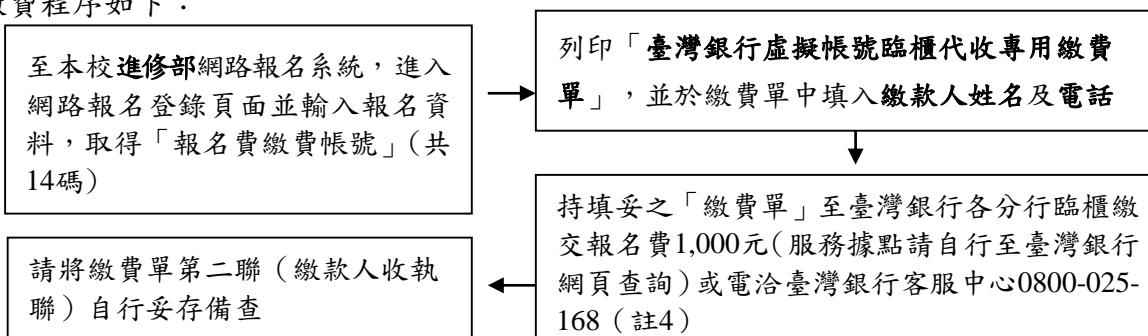 繳費程序如下：
至本校進修部網路報名系統，進入
網路報名登錄頁面並輸入報名資
料，取得「報名費繳費帳號」（共
14碼）
列印「臺灣銀行虛擬帳號臨櫃代收專用繳費
單」，並於繳費單中填入繳款人姓名及電話
持填妥之「繳費單」至臺灣銀行各分行臨櫃繳
交報名費1,000元（服務據點請自行至臺灣銀行
網頁查詢）或電洽臺灣銀行客服中心0800-025-
168（註4）
請將繳費單第二聯（繳款人收執
聯）自行妥存備查